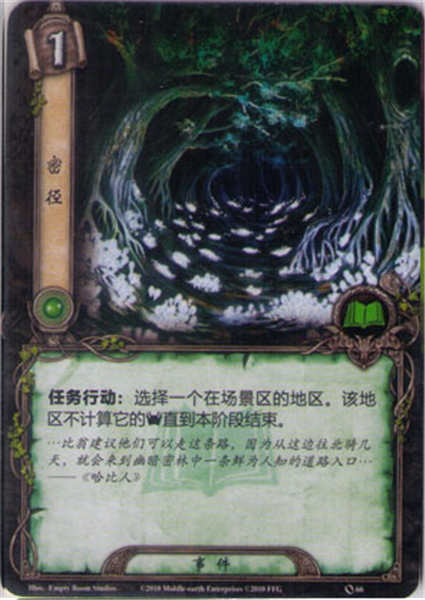 1
密径
任务行动：选择一个在场景区的地区。该地
区不计算它的直到本阶段结束。
…比翁建议他们可以走这条路，因为从这边往北骑几
天，就会来到幽暗密林中一条鲜为人知的道路入口…
——《哈比人》
事件
Illus. Empty Room Studios ©2010 Middle-earth Enterprises ©2010 FFG 66